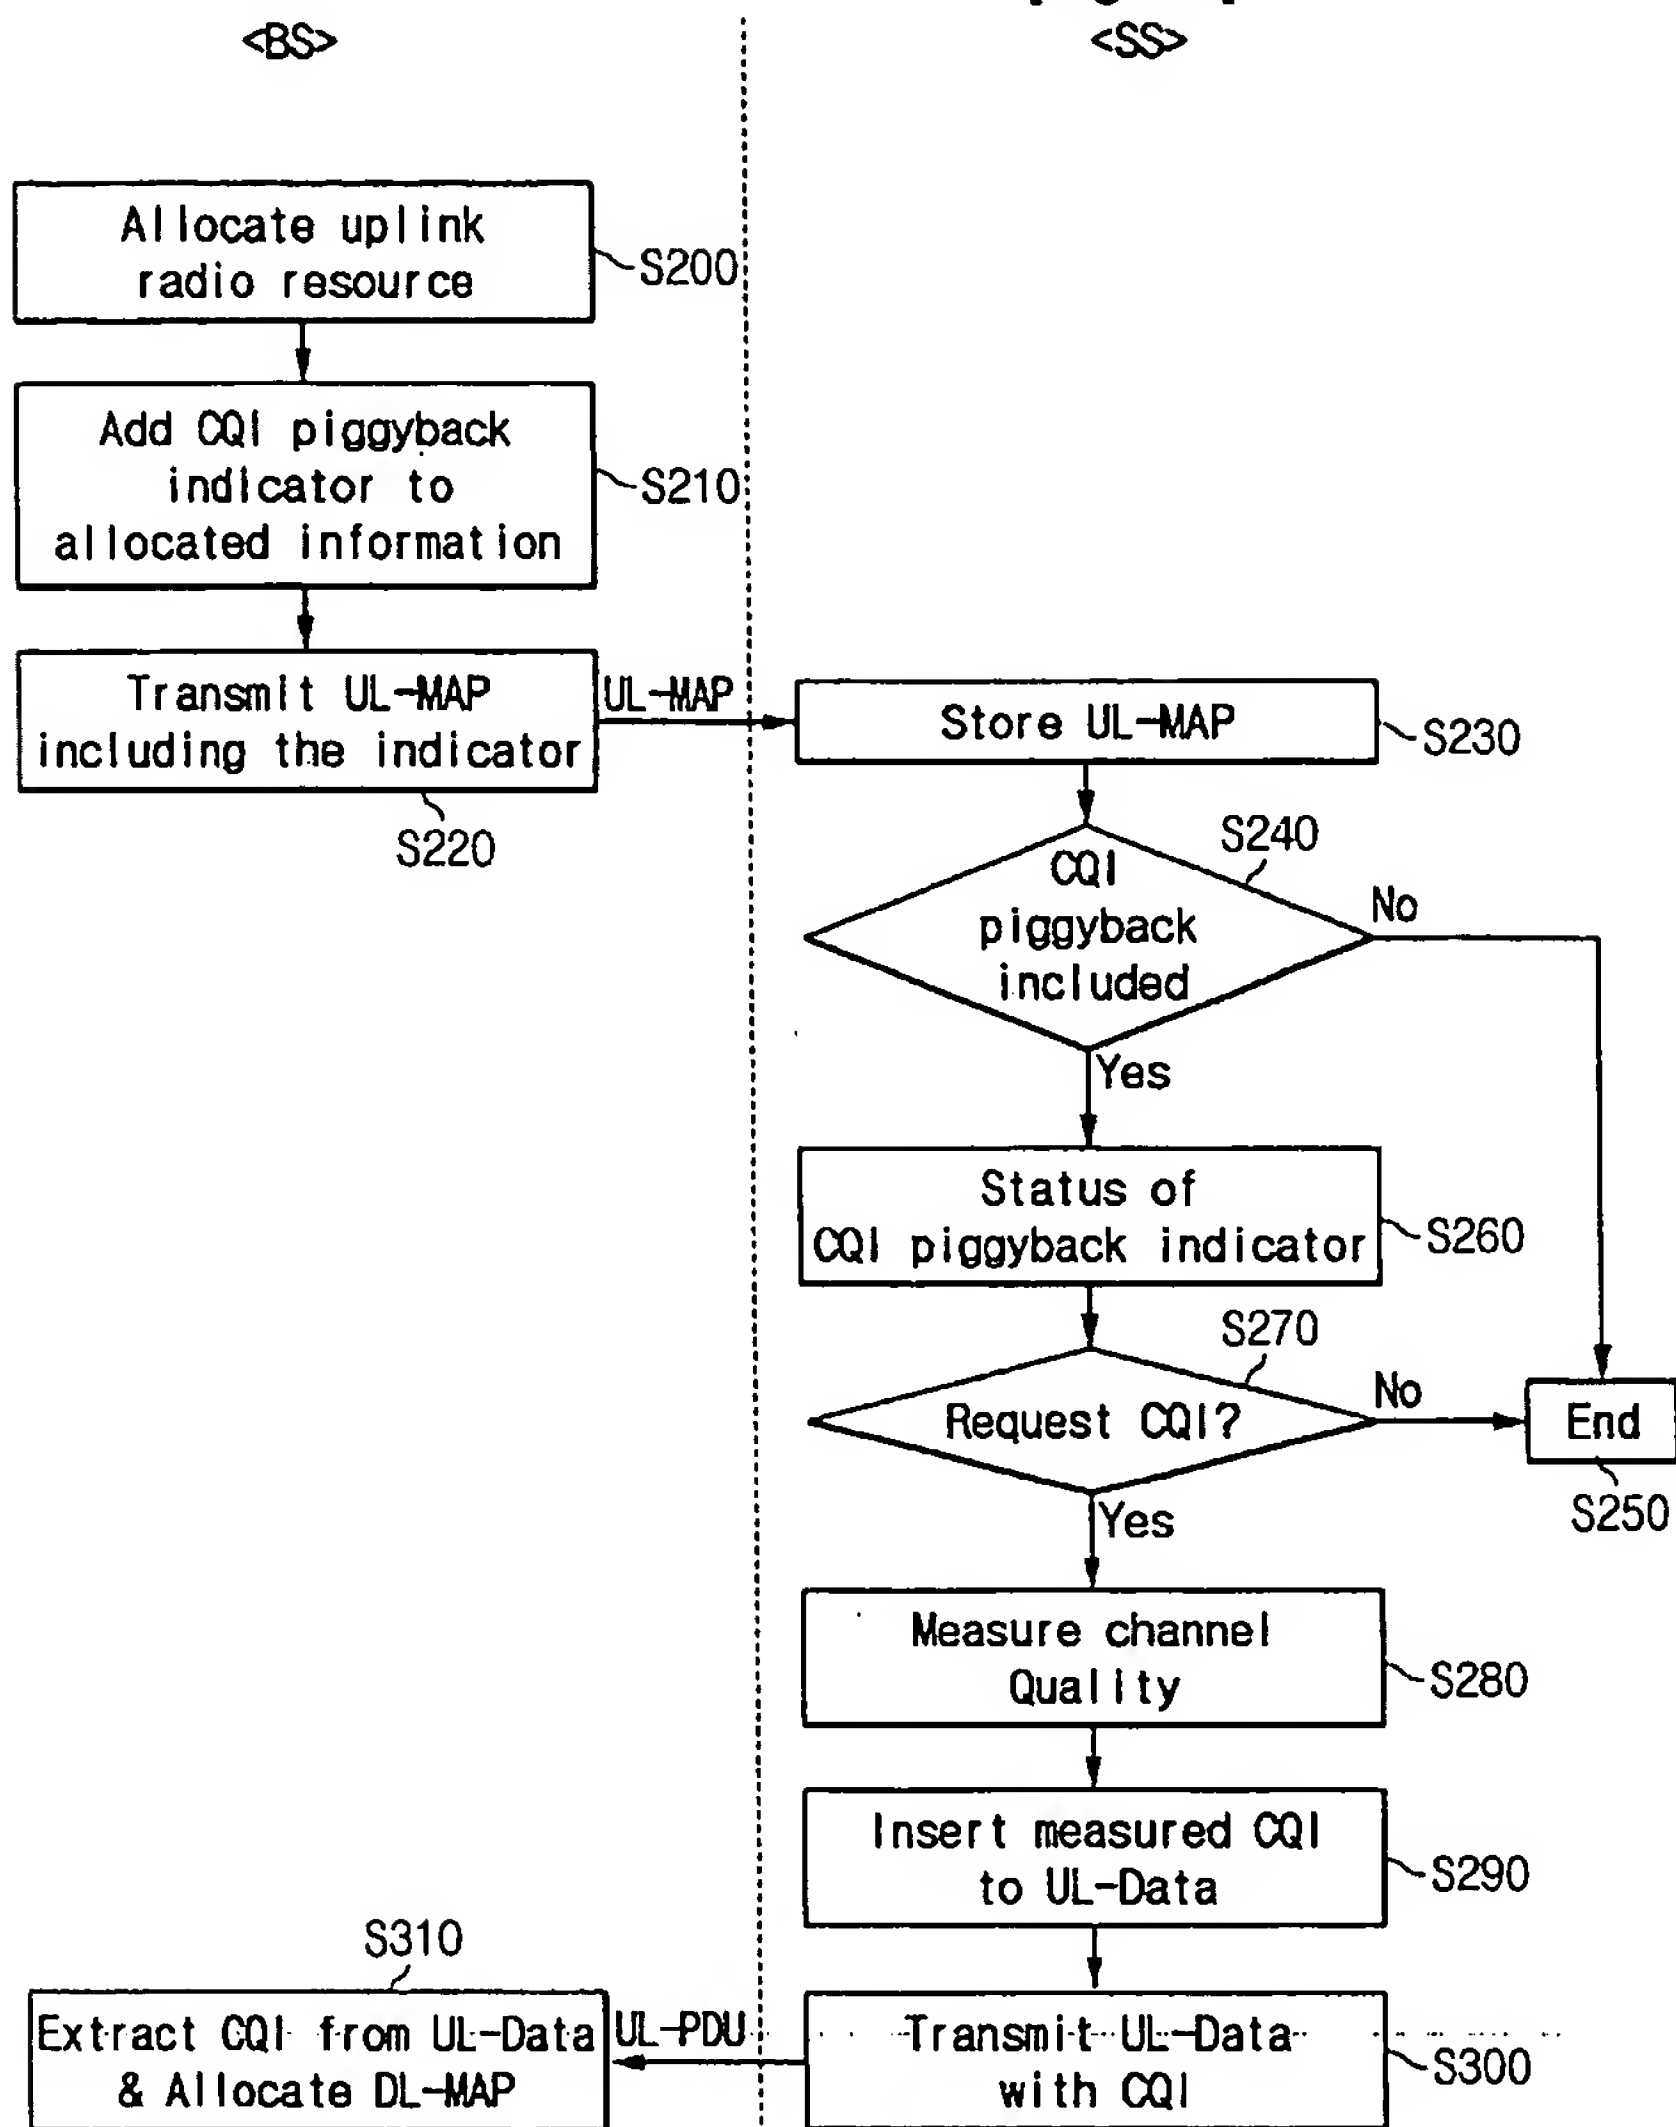 <BS>
<SS>
Allocate uplink
radio resource
S200
Add CQI piggyback
indicator to
allocated information
S210
Transmit UL-MAP
including the indicator
S220
UL-MAP
Store UL-MAP
S230
S240
CQI
piggyback
included
No
Yes
Status of
CQI piggyback indicator
S260
S270
Request CQI?
No
End
S250
Yes
Measure channel
Quality
S280
Insert measured CQI
to UL-Data
S290
Transmit UL-Data
with CQI
S300
UL-PDU
S310
Extract CQI from UL-Data
& Allocate DL-MAP